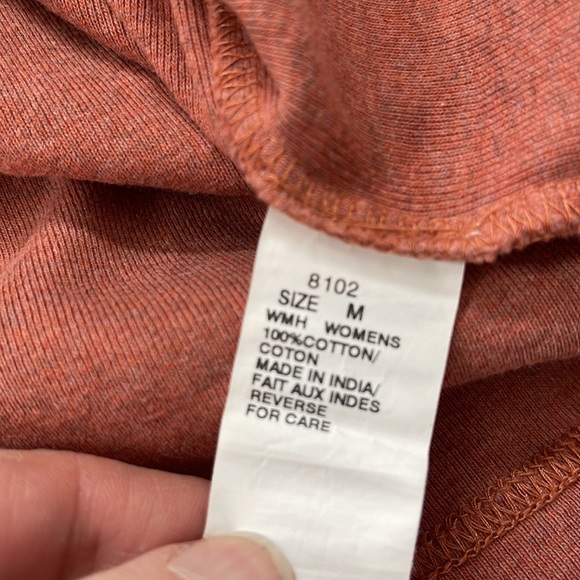 8102
SIZE M
WMH WOMENS
100%COTTON/
COTON
MADE IN INDIA/
FAIT AUX INDES
REVERSE
FOR CARE